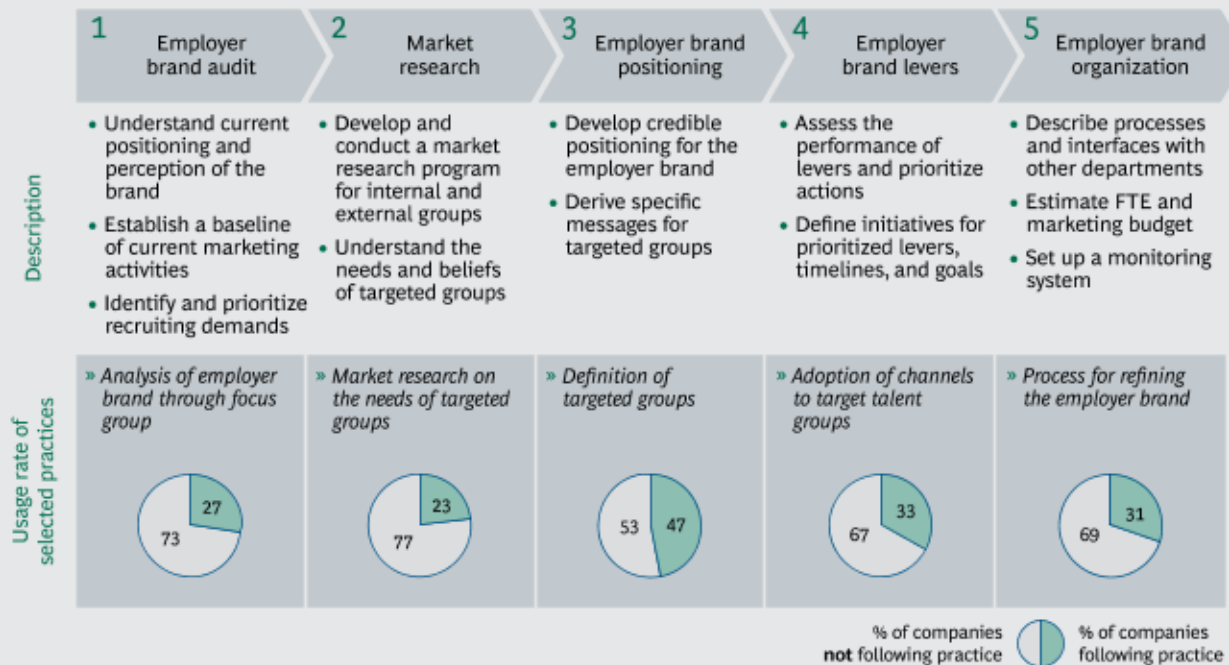 1
Employer
brand audit
2
Market
research
3
Employer brand
positioning
4
Employer
brand levers
5
Employer brand
organization
Description
• Understand current
positioning and
perception of the
brand
• Establish a baseline
of current marketing
activities
• Identify and prioritize
recruiting demands
• Develop and
conduct a market
research program
for internal and
external groups
• Understand the
needs and beliefs
of targeted groups
• Develop credible
positioning for the
employer brand
• Derive specific
messages for
targeted groups
• Assess the
performance of
levers and prioritize
actions
• Define initiatives for
prioritized levers,
timelines, and goals
• Describe processes
and interfaces with
other departments
• Estimate FTE and
marketing budget
• Set up a monitoring
system
Usage rate of
selected practices
» Analysis of employer
brand through focus
group
27
73
» Market research on
the needs of targeted
groups
23
77
» Definition of
targeted groups
53
47
» Adoption of channels
to target talent
groups
33
67
» Process for refining
the employer brand
31
69
% of companies
not following practice
% of companies
following practice